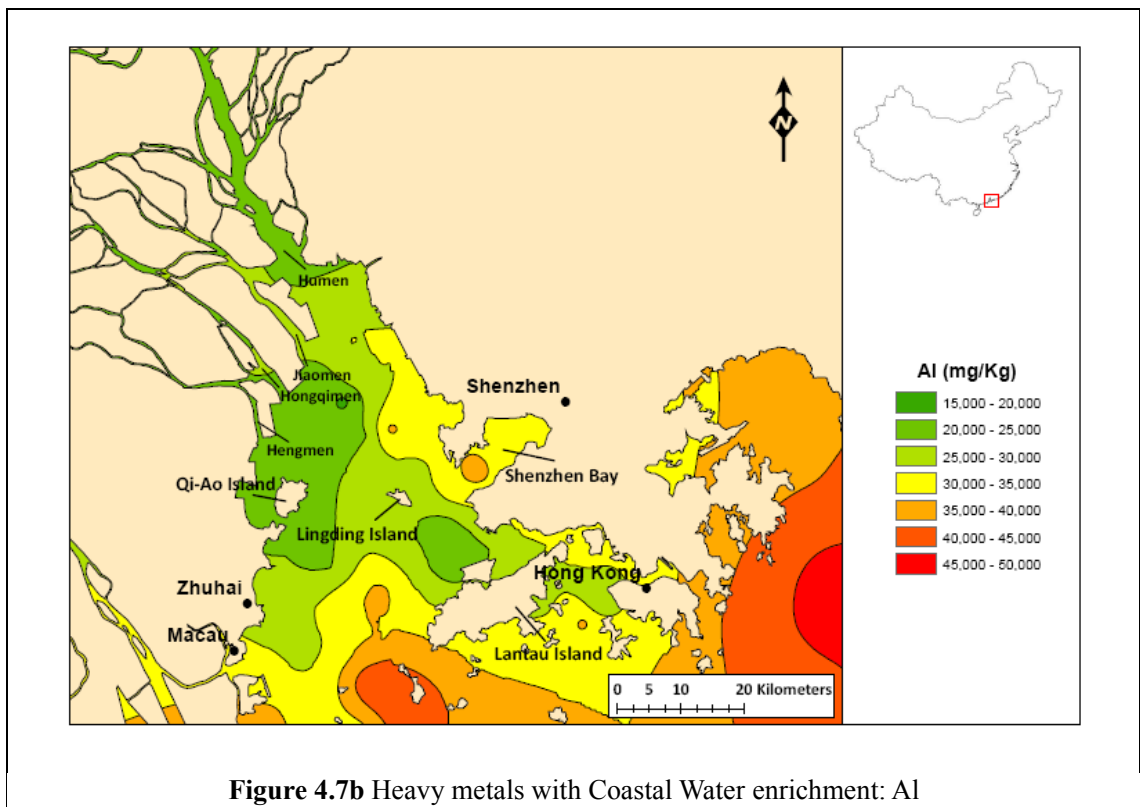 N
Humen
Jiaomen
Hongqimen
Hengmen
Qi-Ao Island
Lingding Island
Shenzhen
Shenzhen Bay
Zhuhai
Macau
Hong Kong
Lantau Island
0 5 10 20 Kilometers
Al (mg/Kg)
15,000 - 20,000
20,000 - 25,000
25,000 - 30,000
30,000 - 35,000
35,000 - 40,000
40,000 - 45,000
45,000 - 50,000
Figure 4.7b Heavy metals with Coastal Water enrichment: Al